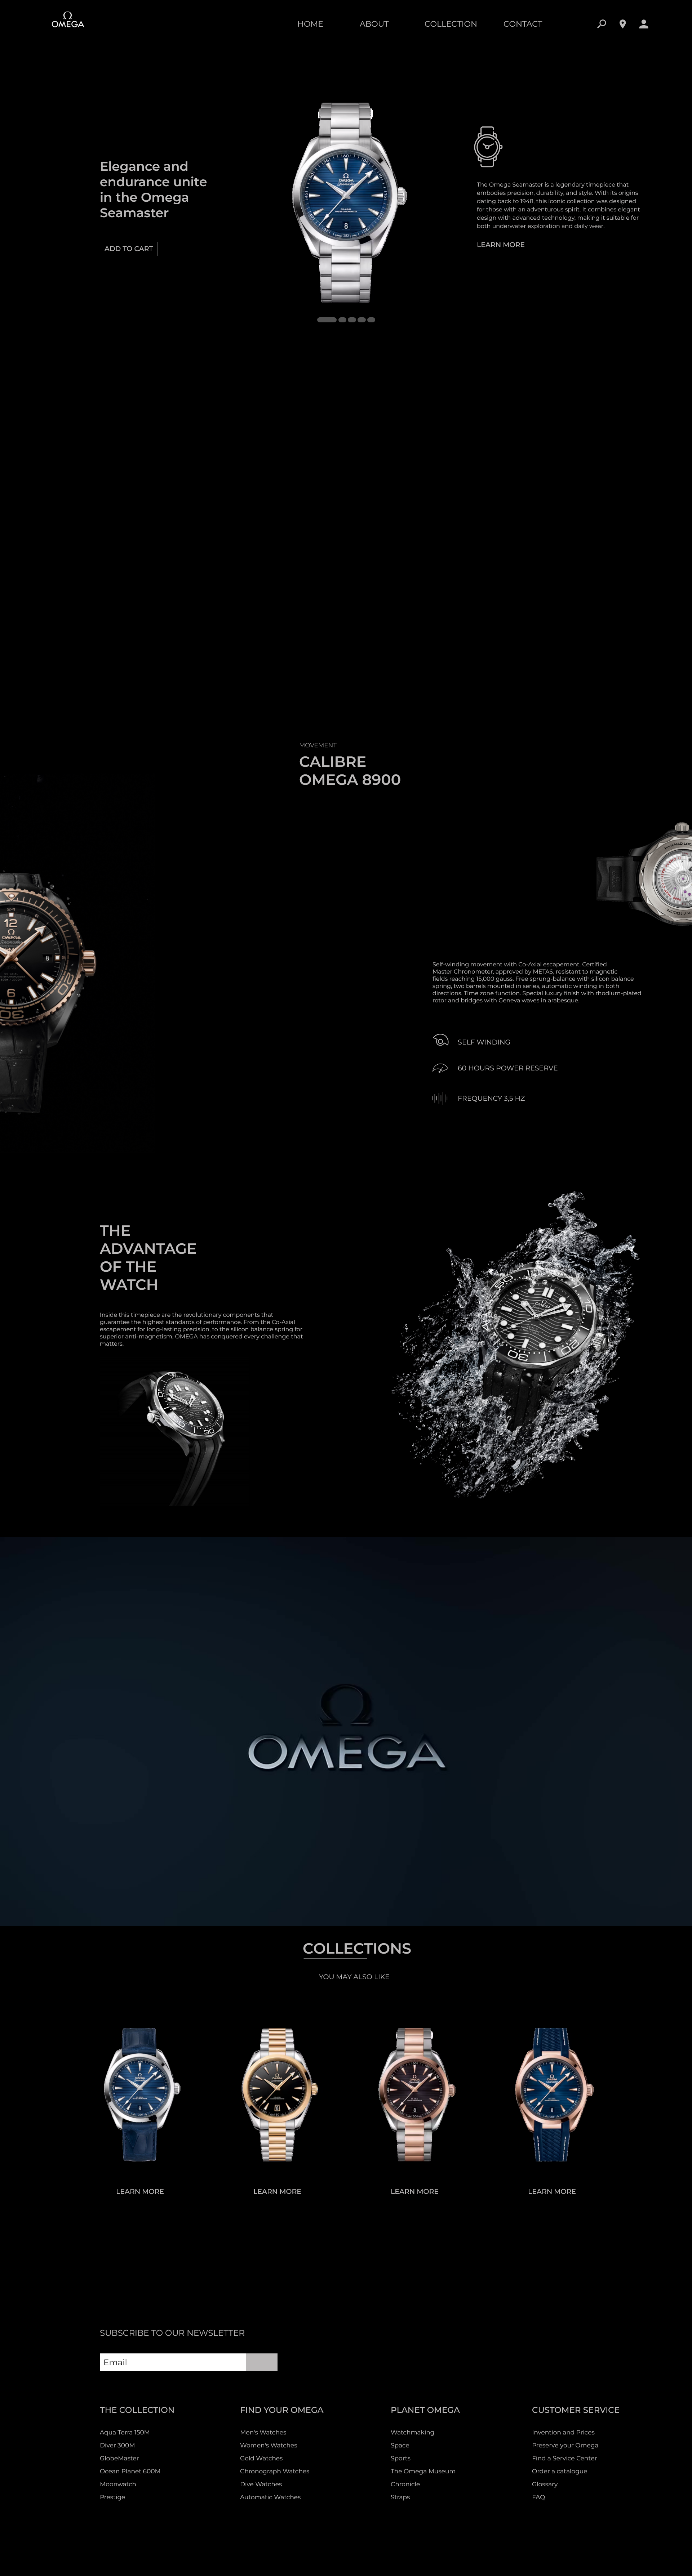 OMEGA
HOME
ABOUT
COLLECTION
CONTACT
Elegance and
endurance unite
in the Omega
Seamaster
ADD TO CART
OMEGA
Seamaster
8
The Omega Seamaster is a legendary timepiece that
embodies precision, durability, and style. With its origins
dating back to 1948, this iconic collection was designed
for those with an adventurous spirit. It combines elegant
design with advanced technology, making it suitable for
both underwater exploration and daily wear.
LEARN MORE
MOVEMENT
CALIBRE
OMEGA 8900
12
OMEGA
8
6
Self-winding movement with Co-Axial escapement. Certified
Master Chronometer, approved by METAS, resistant to magnetic
fields reaching 15,000 gauss. Free sprung-balance with silicon balance
spring, two barrels mounted in series, automatic winding in both
directions. Time zone function. Special luxury finish with rhodium-plated
rotor and bridges with Geneva waves in arabesque.
SELF WINDING
60 HOURS POWER RESERVE
FREQUENCY 3,5 HZ
THE
ADVANTAGE
OF THE
WATCH
Inside this timepiece are the revolutionary components that
guarantee the highest standards of performance. From the Co-Axial
escapement for long-lasting precision, to the silicon balance spring for
superior anti-magnetism, OMEGA has conquered every challenge that
matters.
OMEGA
COLLECTIONS
YOU MAY ALSO LIKE
LEARN MORE
LEARN MORE
LEARN MORE
LEARN MORE
SUBSCRIBE TO OUR NEWSLETTER
Email
THE COLLECTION
Aqua Terra 150M
Diver 300M
GlobeMaster
Ocean Planet 600M
Moonwatch
Prestige
FIND YOUR OMEGA
Men's Watches
Women's Watches
Gold Watches
Chronograph Watches
Dive Watches
Automatic Watches
PLANET OMEGA
Watchmaking
Space
Sports
The Omega Museum
Chronicle
Straps
CUSTOMER SERVICE
Invention and Prices
Preserve your Omega
Find a Service Center
Order a catalogue
Glossary
FAQ